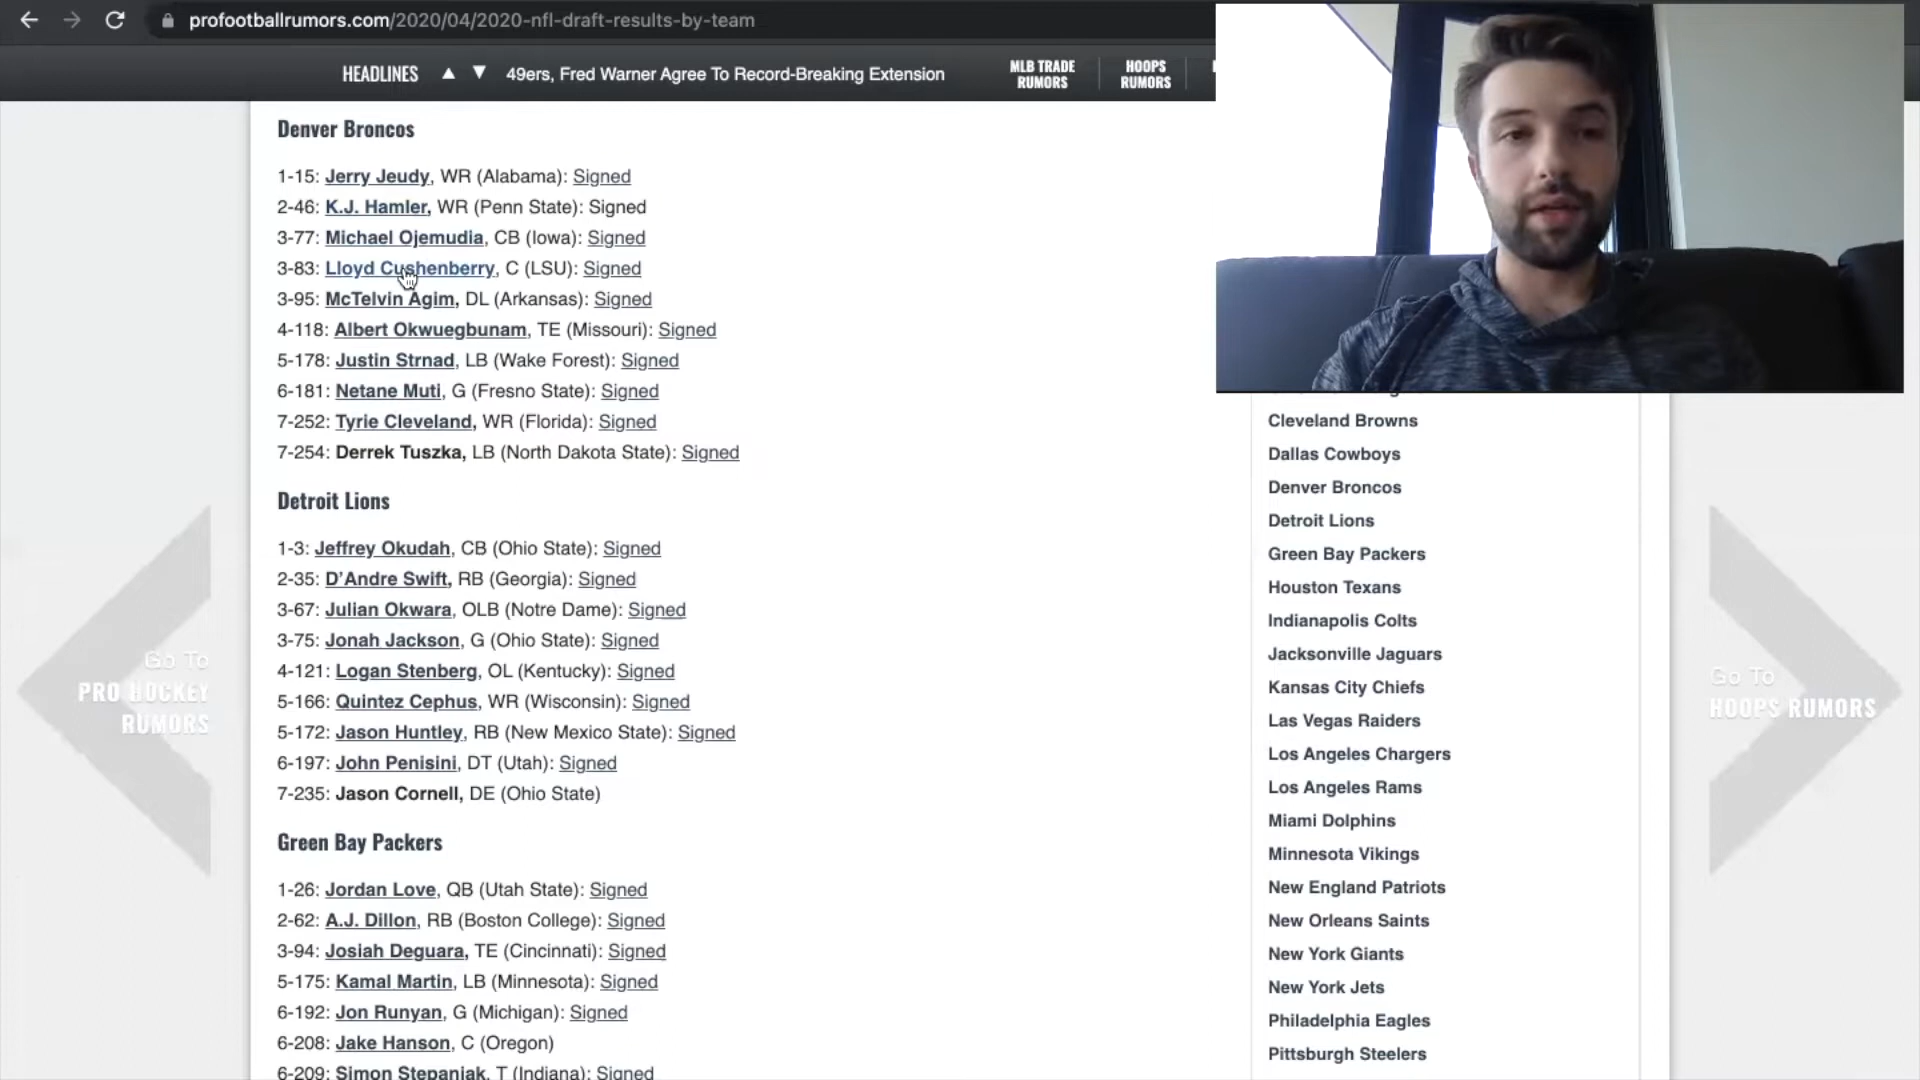 profootballrumors.com/2020/04/2020-nfl-draft-results-by-team
HEADLINES ▲ ▼ 49ers, Fred Warner Agree To Record-Breaking Extension
MLB TRADE RUMORS
HOOPS RUMORS
Denver Broncos
1-15: Jerry Jeudy, WR (Alabama): Signed
2-46: K.J. Hamler, WR (Penn State): Signed
3-77: Michael Ojemudia, CB (Iowa): Signed
3-83: Lloyd Cushenberry, C (LSU): Signed
3-95: McTelvin Agim, DL (Arkansas): Signed
4-118: Albert Okwuegbunam, TE (Missouri): Signed
5-178: Justin Strnad, LB (Wake Forest): Signed
6-181: Netane Muti, G (Fresno State): Signed
7-252: Tyrie Cleveland, WR (Florida): Signed
7-254: Derrek Tuszka, LB (North Dakota State): Signed
Detroit Lions
1-3: Jeffrey Okudah, CB (Ohio State): Signed
2-35: D’Andre Swift, RB (Georgia): Signed
3-67: Julian Okwara, OLB (Notre Dame): Signed
3-75: Jonah Jackson, G (Ohio State): Signed
4-121: Logan Stenberg, OL (Kentucky): Signed
5-166: Quintez Cephus, WR (Wisconsin): Signed
5-172: Jason Huntley, RB (New Mexico State): Signed
6-197: John Penisini, DT (Utah): Signed
7-235: Jason Cornell, DE (Ohio State)
Green Bay Packers
1-26: Jordan Love, QB (Utah State): Signed
2-62: A.J. Dillon, RB (Boston College): Signed
3-94: Josiah Deguara, TE (Cincinnati): Signed
5-175: Kamal Martin, LB (Minnesota): Signed
6-192: Jon Runyan, G (Michigan): Signed
6-208: Jake Hanson, C (Oregon)
6-209: Simon Stepaniak, T (Indiana): Signed
Go To
PRO HOCKEY
RUMORS
Cleveland Browns
Dallas Cowboys
Denver Broncos
Detroit Lions
Green Bay Packers
Houston Texans
Indianapolis Colts
Jacksonville Jaguars
Kansas City Chiefs
Las Vegas Raiders
Los Angeles Chargers
Los Angeles Rams
Miami Dolphins
Minnesota Vikings
New England Patriots
New Orleans Saints
New York Giants
New York Jets
Philadelphia Eagles
Pittsburgh Steelers
Go To
HOOPS RUMORS